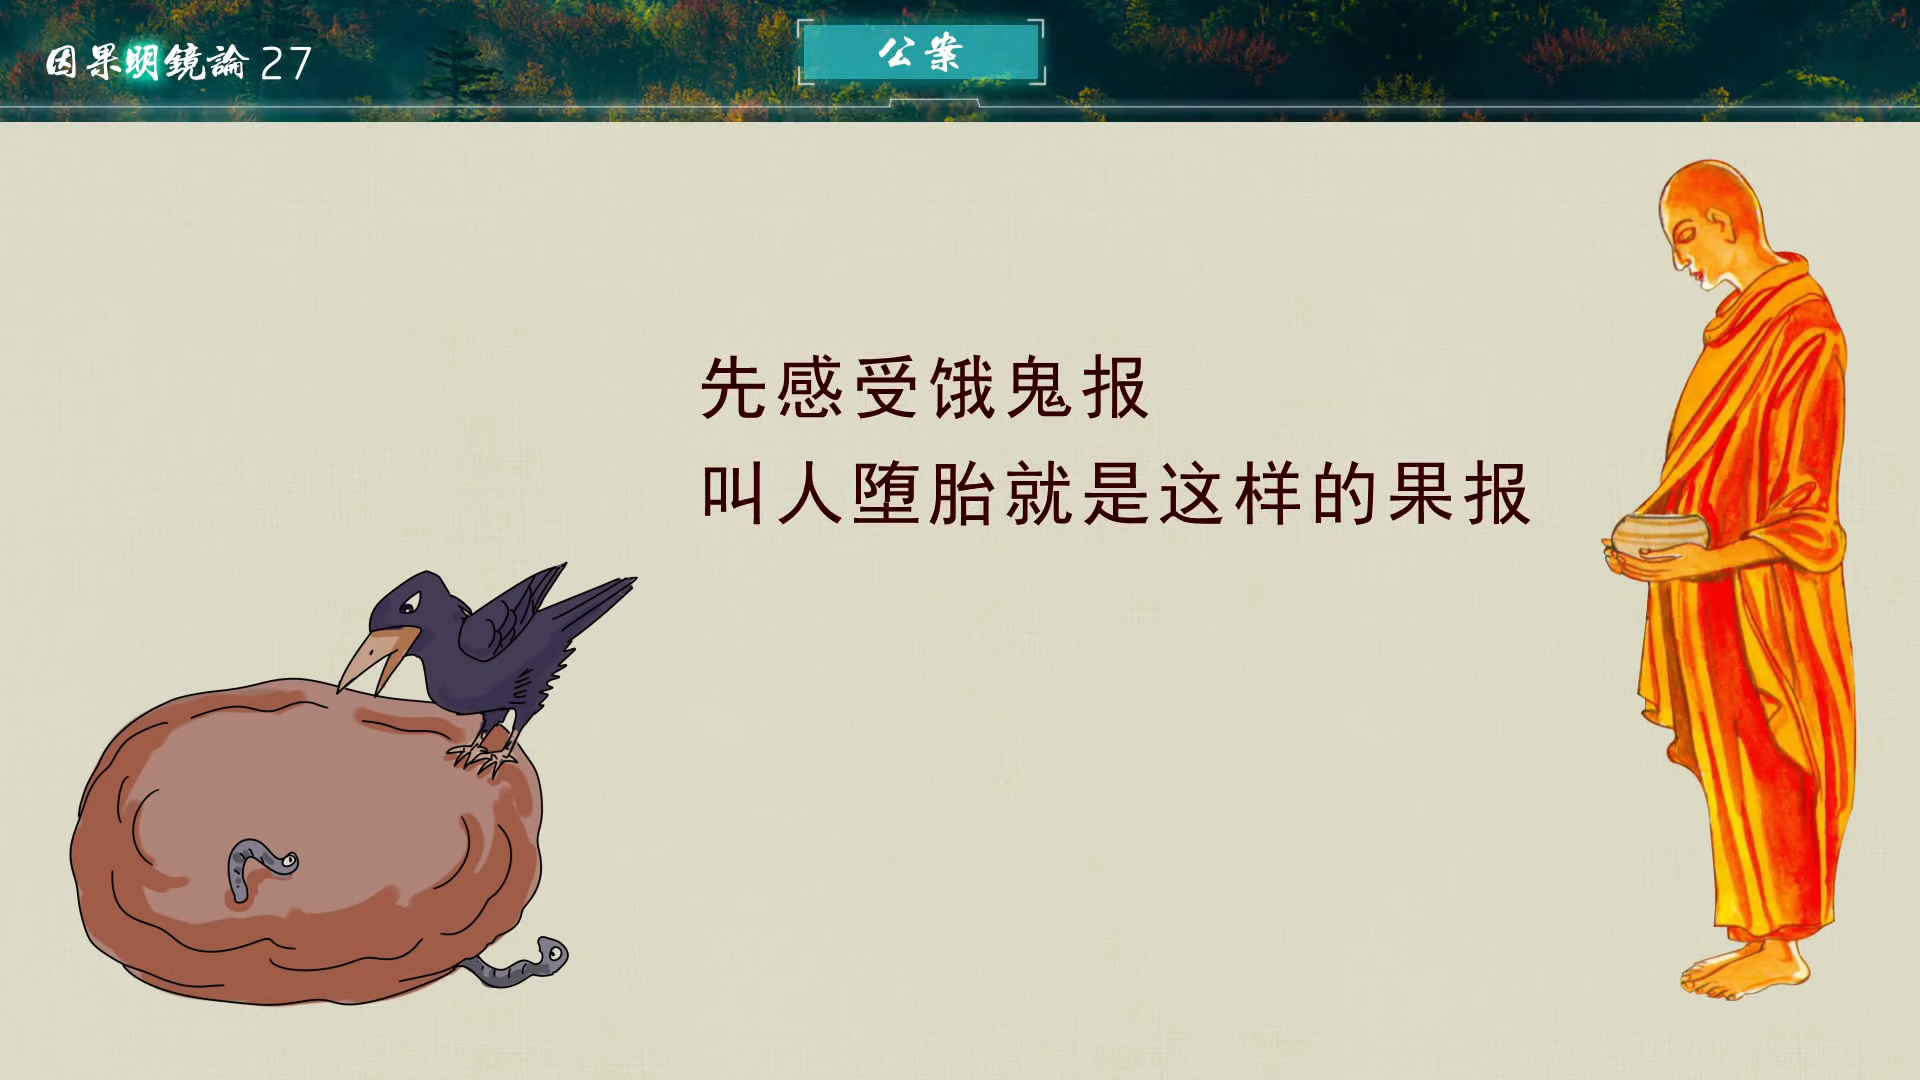 因果明鏡論 27
公案
先感受饿鬼报
叫人堕胎就是这样的果报